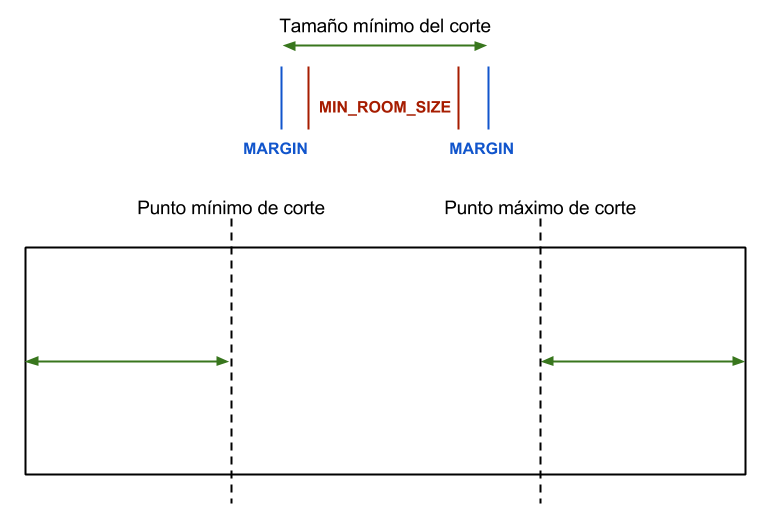 Tamaño mínimo del corte
MIN_ROOM_SIZE
MARGIN MARGIN
Punto mínimo de corte Punto máximo de corte